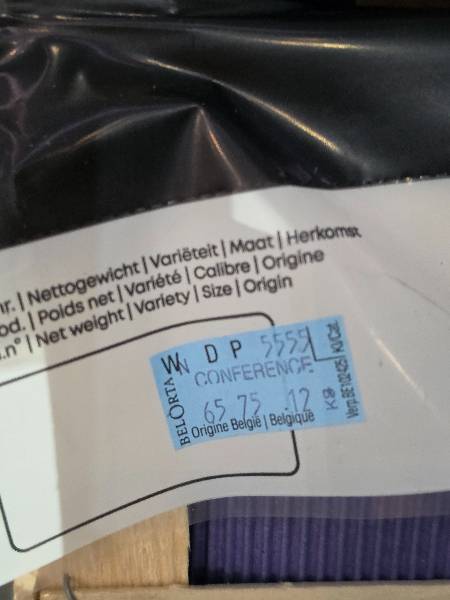 nr. | Nettogewicht | Variëteit | Maat | Herkomst
od. | Poids net | Variété | Calibre | Origine
.n° | Net weight | Variety | Size | Origin
BELORTA
W D P 5555
CONFERENCE
65 75 12 Kg
Origine België | Belgique